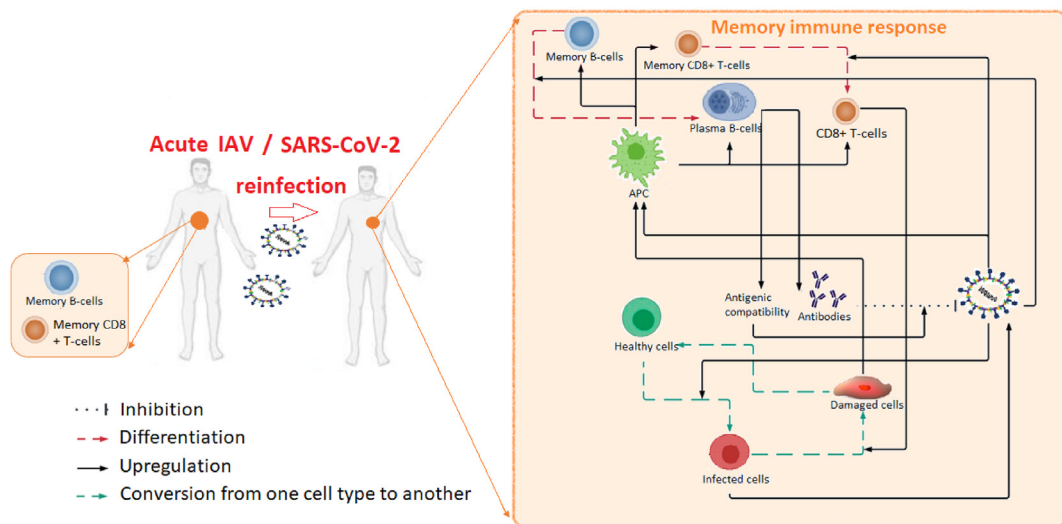 Memory immune response
Memory B-cells
Memory CD8+ T-cells
Plasma B-cells
CD8+ T-cells
Acute IAV / SARS-CoV-2
reinfection
APC
Memory B-cells
Memory CD8
+ T-cells
Antigenic
compatibility
Antibodies
Healthy cells
Damaged cells
Infected cells
Inhibition
Differentiation
Upregulation
Conversion from one cell type to another